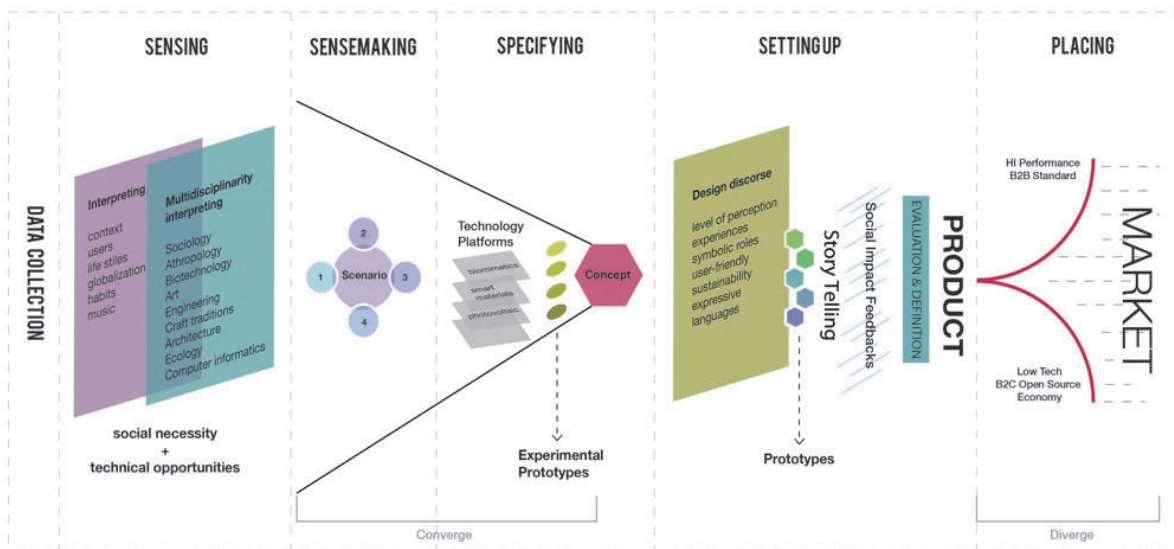 DATA COLLECTION
SENSING
Interpreting
context
users
life stiles
globalization
habits
music
Multidisciplinarity
interpreting
Sociology
Athropology
Biotechnology
Art
Engineering
Craft traditions
Architecture
Ecology
Computer informatics
social necessity
+
technical opportunities
SENSEMAKING
1
2
Scenario
3
4
SPECIFYING
Technology
Platforms
biomimetics
smart
materials
photovoltaic
Concept
Experimental
Prototypes
Converge
SETTING UP
Design discorse
level of perception
experiences
symbolic roles
user-friendly
sustainability
expressive
languages
Prototypes
Story Telling
Social Impact Feedbacks
EVALUATION & DEFINITION
PRODUCT
PLACING
HI Performance
B2B Standard
Low Tech
B2C Open Source
Economy
MARKET
Diverge